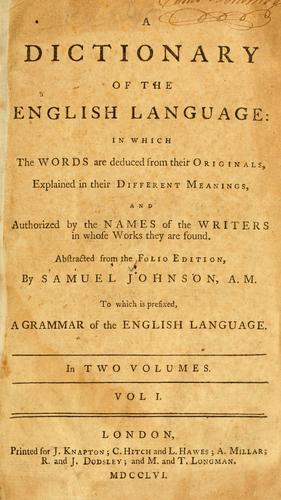 A
DICTIONARY
OF THE
ENGLISH LANGUAGE:
IN WHICH
The WORDS are deduced from their ORIGINALS,
Explained in their DIFFERENT MEANINGS,
AND
Authorized by the NAMES of the WRITERS
in whose Works they are found.
Abstracted from the FOLIO EDITION,
By SAMUEL JOHNSON, A.M.
To which is prefixed,
A GRAMMAR of the ENGLISH LANGUAGE.
In TWO VOLUMES.
VOL I.
LONDON,
Printed for J. KNAPTON; C. HITCH and L. HAWES; A. MILLAR;
R. and J. DODSLEY; and M. and T. LONGMAN.
MDCCLVI.